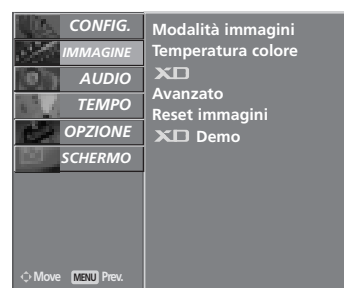 CONFIG.
IMMAGINE
AUDIO
TEMPO
OPZIONE
SCHERMO
Modalità immagini
Temperatura colore
XD
Avanzato
Reset immagini
XD Demo
Move MENU Prev.